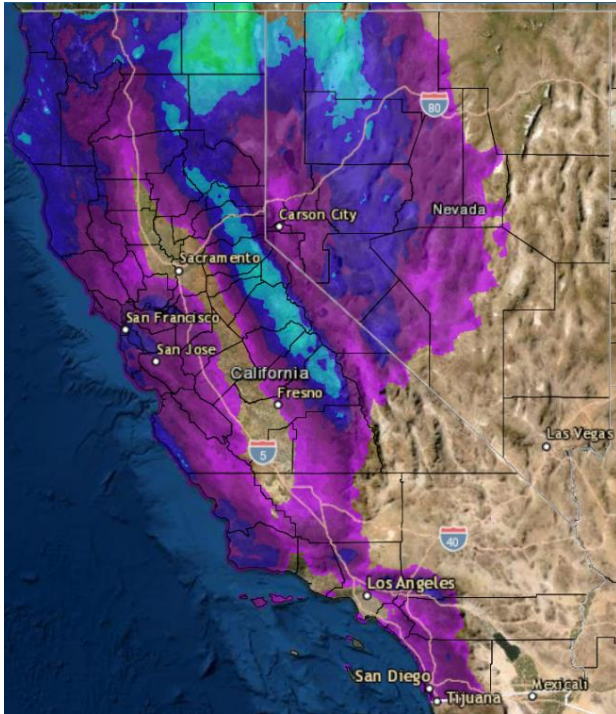 80
Carson City
Nevada
Sacramento
San Francisco
San Jose
California
Fresno
Las Vegas
5
40
Los Angeles
San Diego
Tijuana
Mexicali